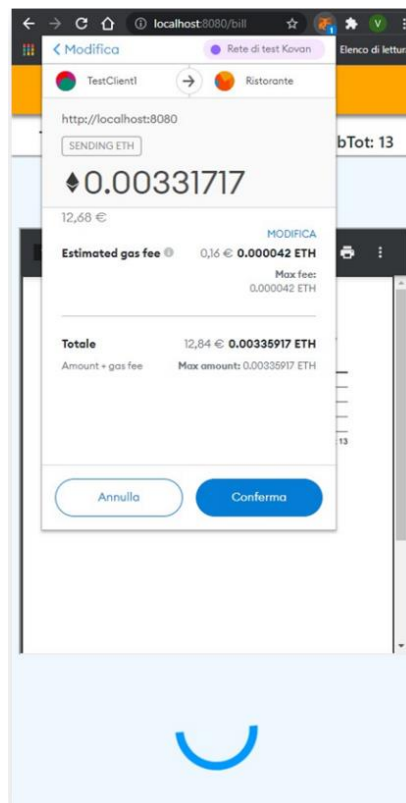 localhost:8080/bill
1
V
Modifica
Rete di test Kovan
Elenco di lettur
TestClient1
Ristorante
http://localhost:8080
SENDING ETH
bTot: 13
0.00331717
12,68 €
MODIFICA
Estimated gas fee 0,16 € 0.000042 ETH
Max fee:
0.000042 ETH
Totale 12,84 € 0.00335917 ETH
Amount + gas fee Max amount: 0.00335917 ETH
13
Annulla
Conferma